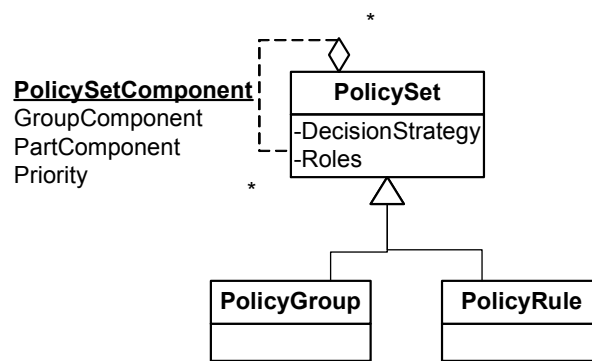 *
PolicySetComponent
GroupComponent
PartComponent
Priority
*
PolicySet
-DecisionStrategy
-Roles
PolicyGroup
PolicyRule